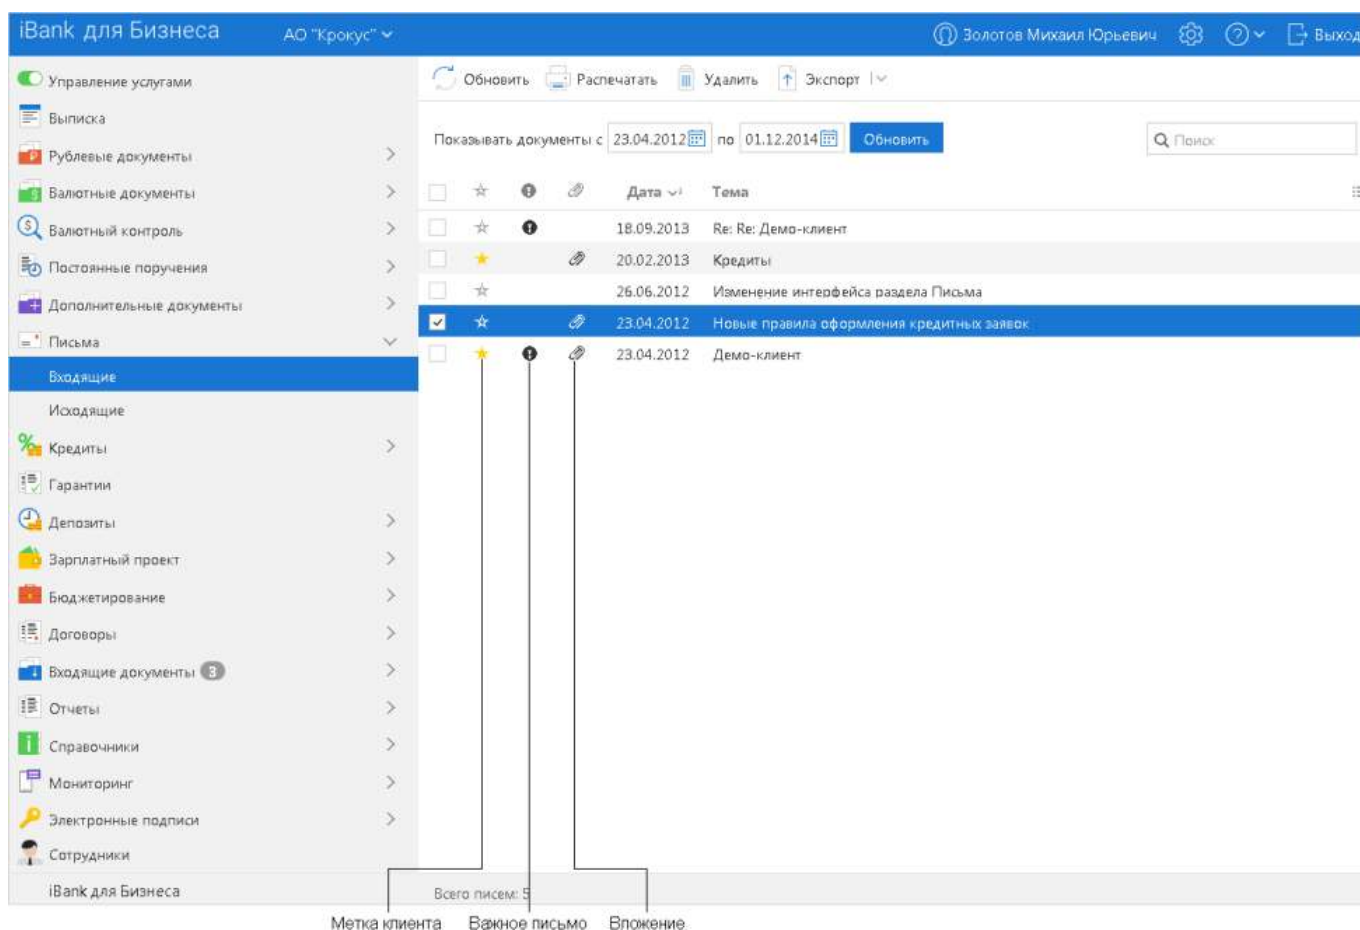 iBank для Бизнеса АО "Крокус" Золотов Михаил Юрьевич Выход
Управление услугами
Выписка
Рублевые документы
Валютные документы
Валютный контроль
Постоянные поручения
Дополнительные документы
Письма
Входящие
Исходящие
Кредиты
Гарантии
Депозиты
Зарплатный проект
Бюджетирование
Договоры
Входящие документы 3
Отчеты
Справочники
Мониторинг
Электронные подписи
Сотрудники
iBank для Бизнеса
Обновить Распечатать Удалить Экспорт
Показывать документы с 23.04.2012 по 01.12.2014 Обновить Поиск
Дата Тема
18.09.2013 Re: Re: Демо-клиент
20.02.2013 Кредиты
26.06.2012 Изменение интерфейса раздела Письма
23.04.2012 Новые правила оформления кредитных заявок
23.04.2012 Демо-клиент
Всего писем: 5
Метка клиента Важное письмо Вложение